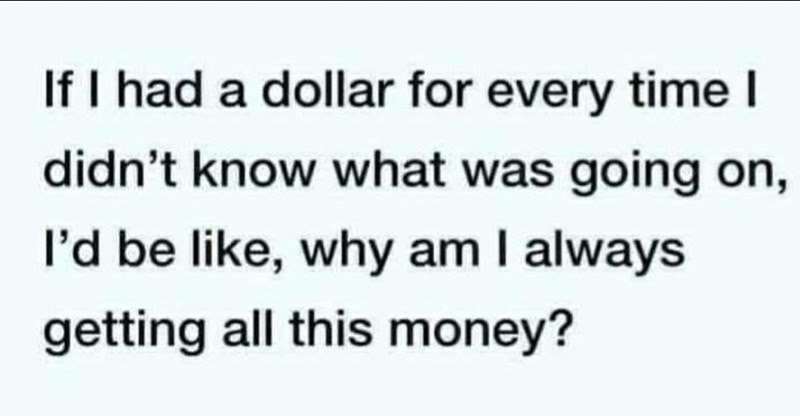 If I had a dollar for every time I
didn’t know what was going on,
I’d be like, why am I always
getting all this money?